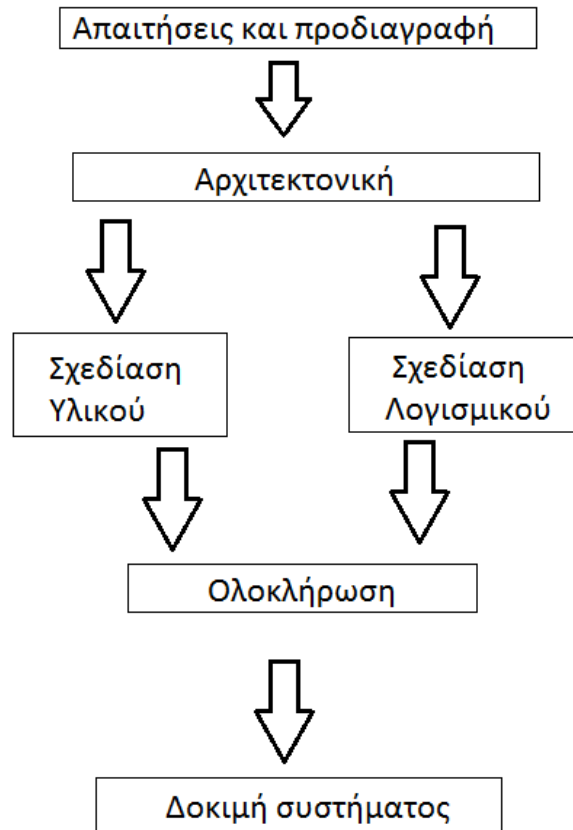 Απαιτήσεις και προδιαγραφή
Αρχιτεκτονική
Σχεδίαση
Υλικού
Σχεδίαση
Λογισμικού
Ολοκλήρωση
Δοκιμή συστήματος